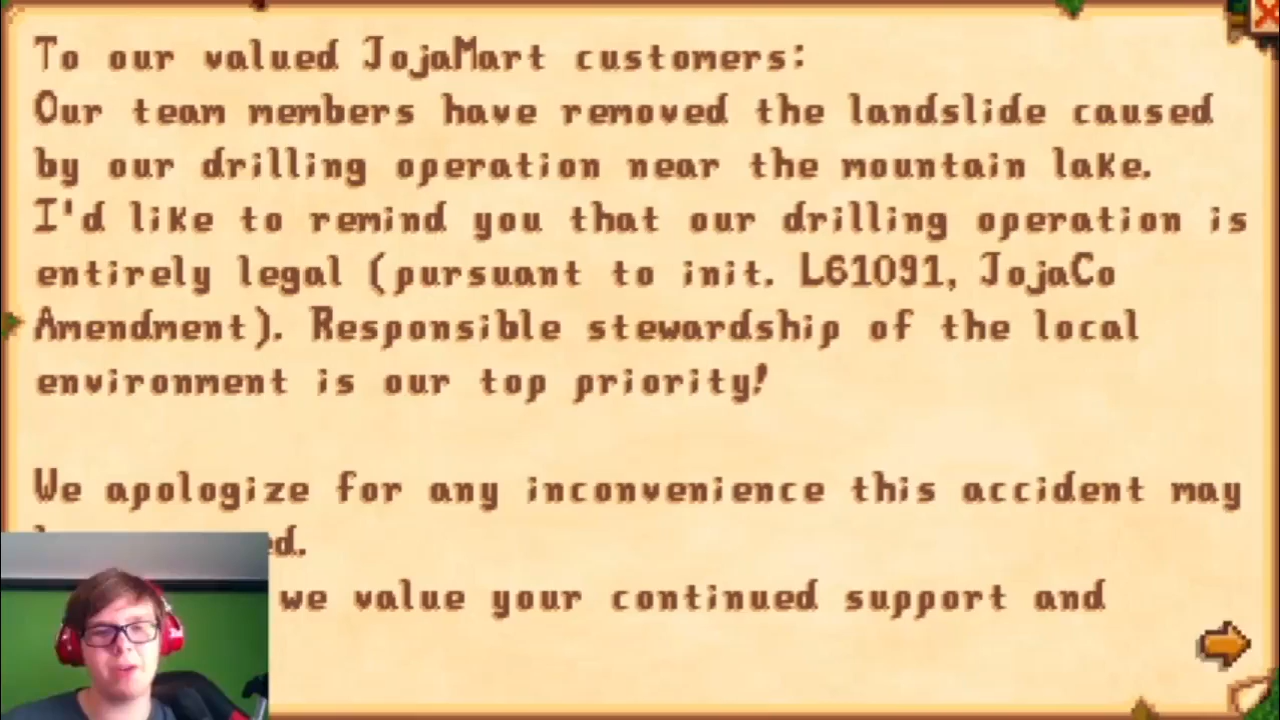 To our valued JojaMart customers:
Our team members have removed the landslide caused
by our drilling operation near the mountain lake.
I'd like to remind you that our drilling operation is
entirely legal (pursuant to init. L61091, JojaCo
Amendment). Responsible stewardship of the local
environment is our top priority!
We apologize for any inconvenience this accident may
we value your continued support and